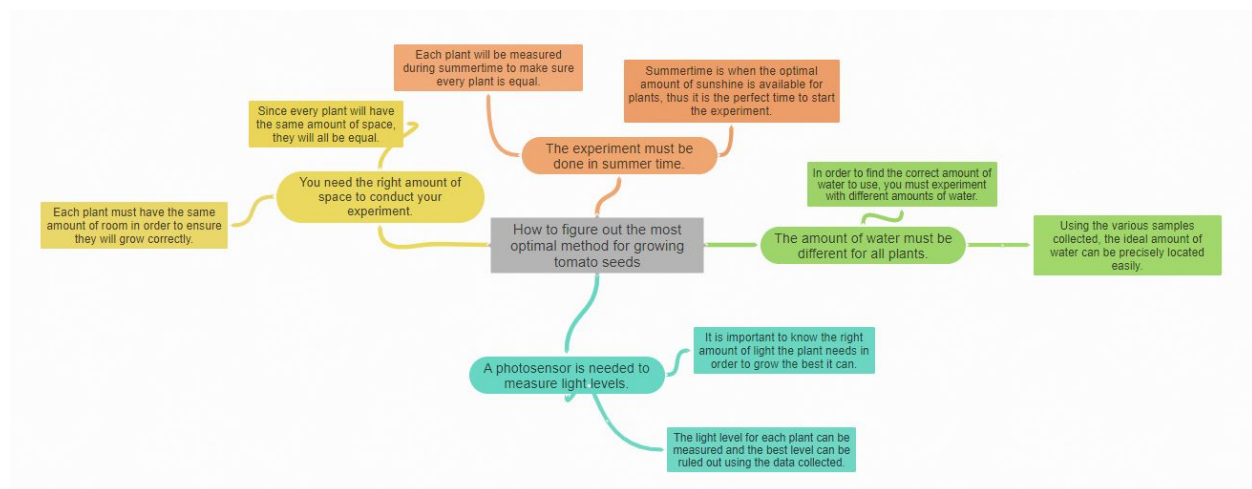 Each plant will be measured
during summertime to make sure
every plant is equal.
Summertime is when the optimal
amount of sunshine is available for
plants, thus it is the perfect time to start
the experiment.
Since every plant will have
the same amount of space,
they will all be equal.
The experiment must be
done in summer time.
You need the right amount of
space to conduct your
experiment.
In order to find the correct amount of
water to use, you must experiment
with different amounts of water.
Each plant must have the same
amount of room in order to ensure
they will grow correctly.
How to figure out the most
optimal method for growing
tomato seeds
The amount of water must be
different for all plants.
Using the various samples
collected, the ideal amount of
water can be precisely located
easily.
A photosensor is needed to
measure light levels.
It is important to know the right
amount of light the plant needs in
order to grow the best it can.
The light level for each plant can be
measured and the best level can be
ruled out using the data collected.